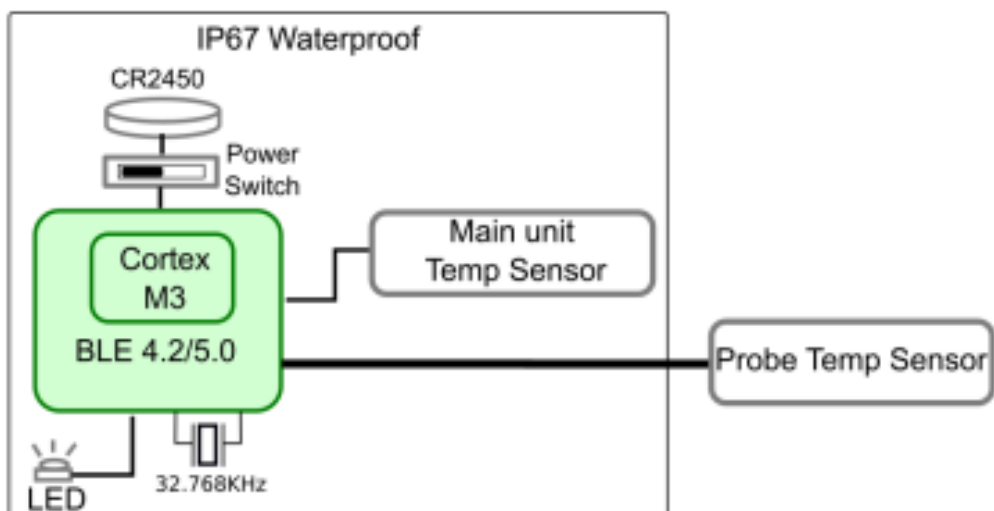 IP67 Waterproof
CR2450
Power
Switch
Main unit
Temp Sensor
Cortex
M3
BLE 4.2/5.0
Probe Temp Sensor
32.768KHz
LED